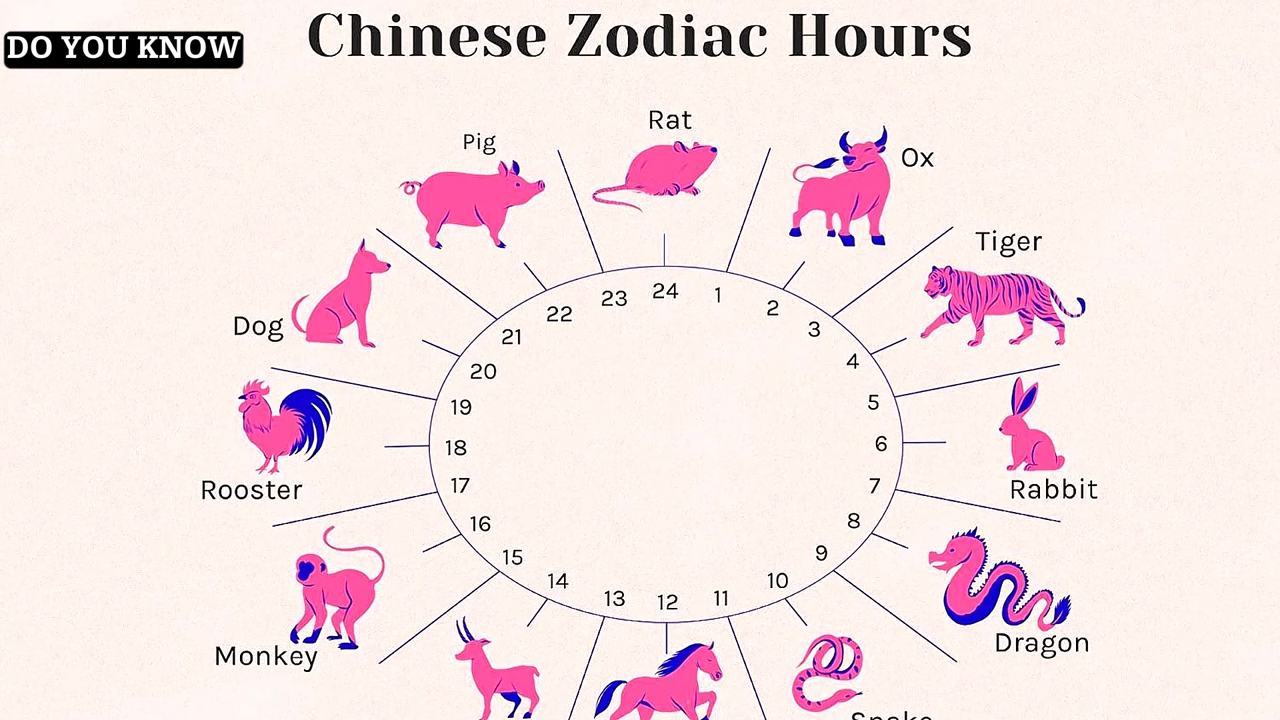 Chinese Zodiac Hours
DO YOU KNOW
Rat
Pig
Ox
Tiger
Dog
Rabbit
Rooster
Dragon
Monkey
24
1
2
3
4
5
6
7
8
9
10
11
12
13
14
15
16
17
18
19
20
21
22
23